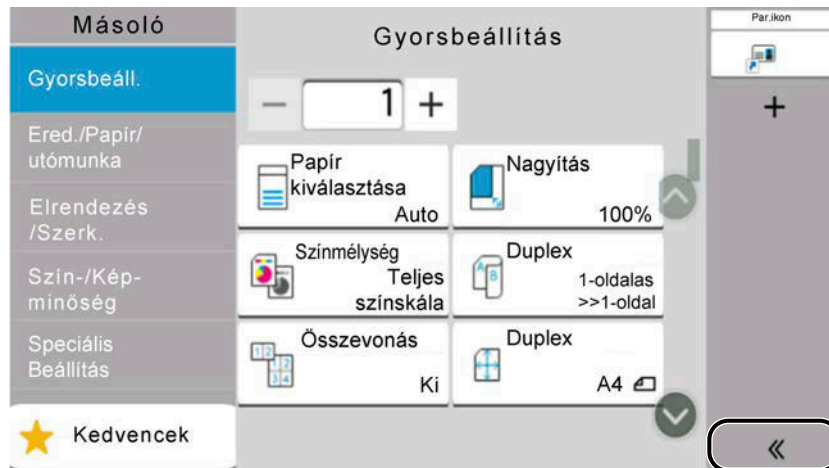 Másoló
Gyorsbeállítás
Par.ikon
Gyorsbeáll.
1
Ered./Papír/
utómunka
Elrendezés
/Szerk.
Szín-/Kép-
minőség
Speciális
Beállítás
Kedvencek
Papír
kiválasztása
Auto
Nagyítás
100%
Színmélység
Teljes
színskála
Duplex
1-oldalas
>>1-oldal
Összevonás
Ki
Duplex
A4